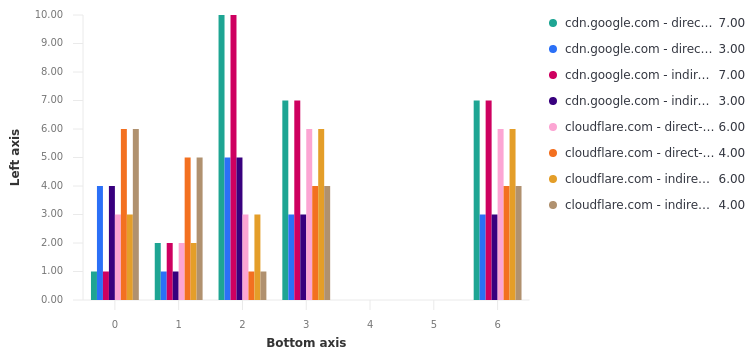 10.00
9.00
8.00
7.00
6.00
5.00
4.00
3.00
2.00
1.00
0.00
Left axis
0 1 2 3 4 5 6
Bottom axis
cdn.google.com - direc... 7.00
cdn.google.com - direc... 3.00
cdn.google.com - indir... 7.00
cdn.google.com - indir... 3.00
cloudflare.com - direct-... 6.00
cloudflare.com - direct-... 4.00
cloudflare.com - indire... 6.00
cloudflare.com - indire... 4.00